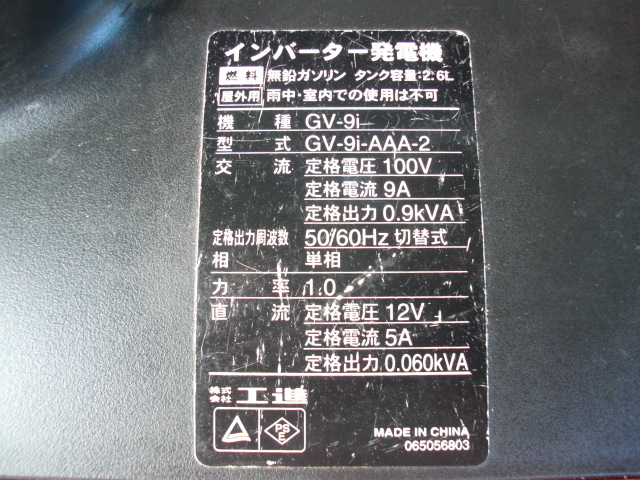 インバーター発電機
燃料 無鉛ガソリン タンク容量:2.6L
屋外用 雨中・室内での使用は不可
機種 GV-9i
型式 GV-9i-AAA-2
交流 定格電圧 100V
定格電流 9A
定格出力 0.9kVA
定格出力周波数 50/60Hz 切替式
相 単相
力率 1.0
直流 定格電圧 12V
定格電流 5A
定格出力 0.060kVA
株式会社 工進
PSE
MADE IN CHINA
065056803